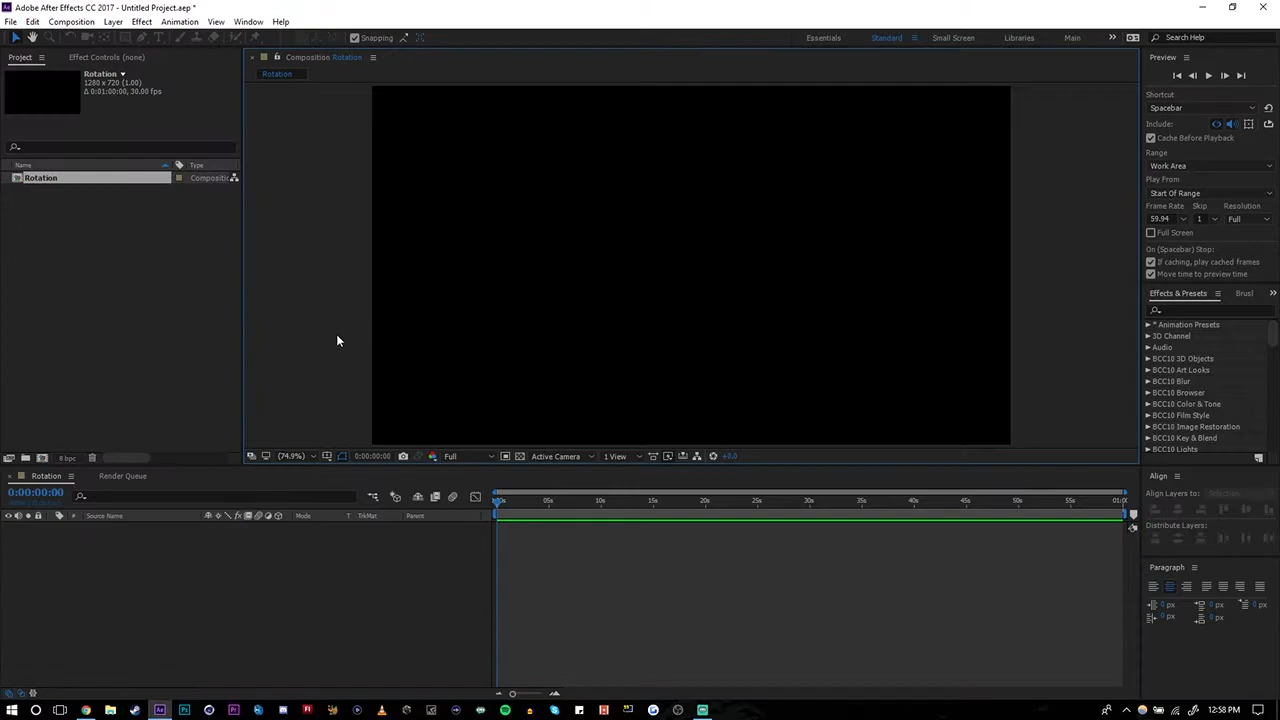 Adobe After Effects CC 2017 - Untitled Project.aep *
File Edit Composition Layer Animation View Window Help
Effect
Snapping
Essentials Standard Small Screen Libraries Main
Search Help
Project Effect Controls (none)
Rotation
1280 x 720 (1.00)
Δ 0:01:00:00, 30.00 fps
Name Type
Rotation Compositio
8 bpc
Composition Rotation
Rotation
(74.9%) 0:00:00:00 Full Active Camera 1 View +0.0
Preview
Shortcut
Spacebar
Include:
Cache Before Playback
Range
Work Area
Play From
Start Of Range
Frame Rate Skip Resolution
59.94 1 Full
Full Screen
On (Spacebar) Stop:
If caching, play cached frames
Move time to preview time
Effects & Presets Brusl
* Animation Presets
3D Channel
Audio
BCC10 3D Objects
BCC10 Art Looks
BCC10 Blur
BCC10 Browser
BCC10 Color & Tone
BCC10 Film Style
BCC10 Image Restoration
BCC10 Key & Blend
BCC10 Lights
Rotation Render Queue
0:00:00:00
# Source Name Mode T TrkMat Parent
05s 10s 15s 20s 25s 30s 35s 40s 45s 50s 55s
Align
Align Layers to: Selection
Distribute Layers:
Paragraph
0 px 0 px 0 px
0 px 0 px
12:58 PM